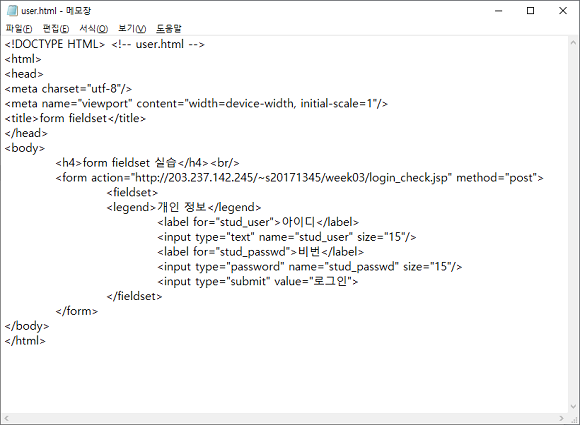 user.html - 메모장
파일(F) 편집(E) 서식(O) 보기(V) 도움말
<!DOCTYPE HTML> <!-- user.html -->
<html>
<head>
<meta charset="utf-8"/>
<meta name="viewport" content="width=device-width, initial-scale=1"/>
<title>form fieldset</title>
</head>
<body>
<h4>form fieldset 실습</h4><br/>
<form action="http://203.237.142.245/~s20171345/week03/login_check.jsp" method="post">
<fieldset>
<legend>개인 정보</legend>
<label for="stud_user">아이디</label>
<input type="text" name="stud_user" size="15"/>
<label for="stud_passwd">비번</label>
<input type="password" name="stud_passwd" size="15"/>
<input type="submit" value="로그인">
</fieldset>
</form>
</body>
</html>